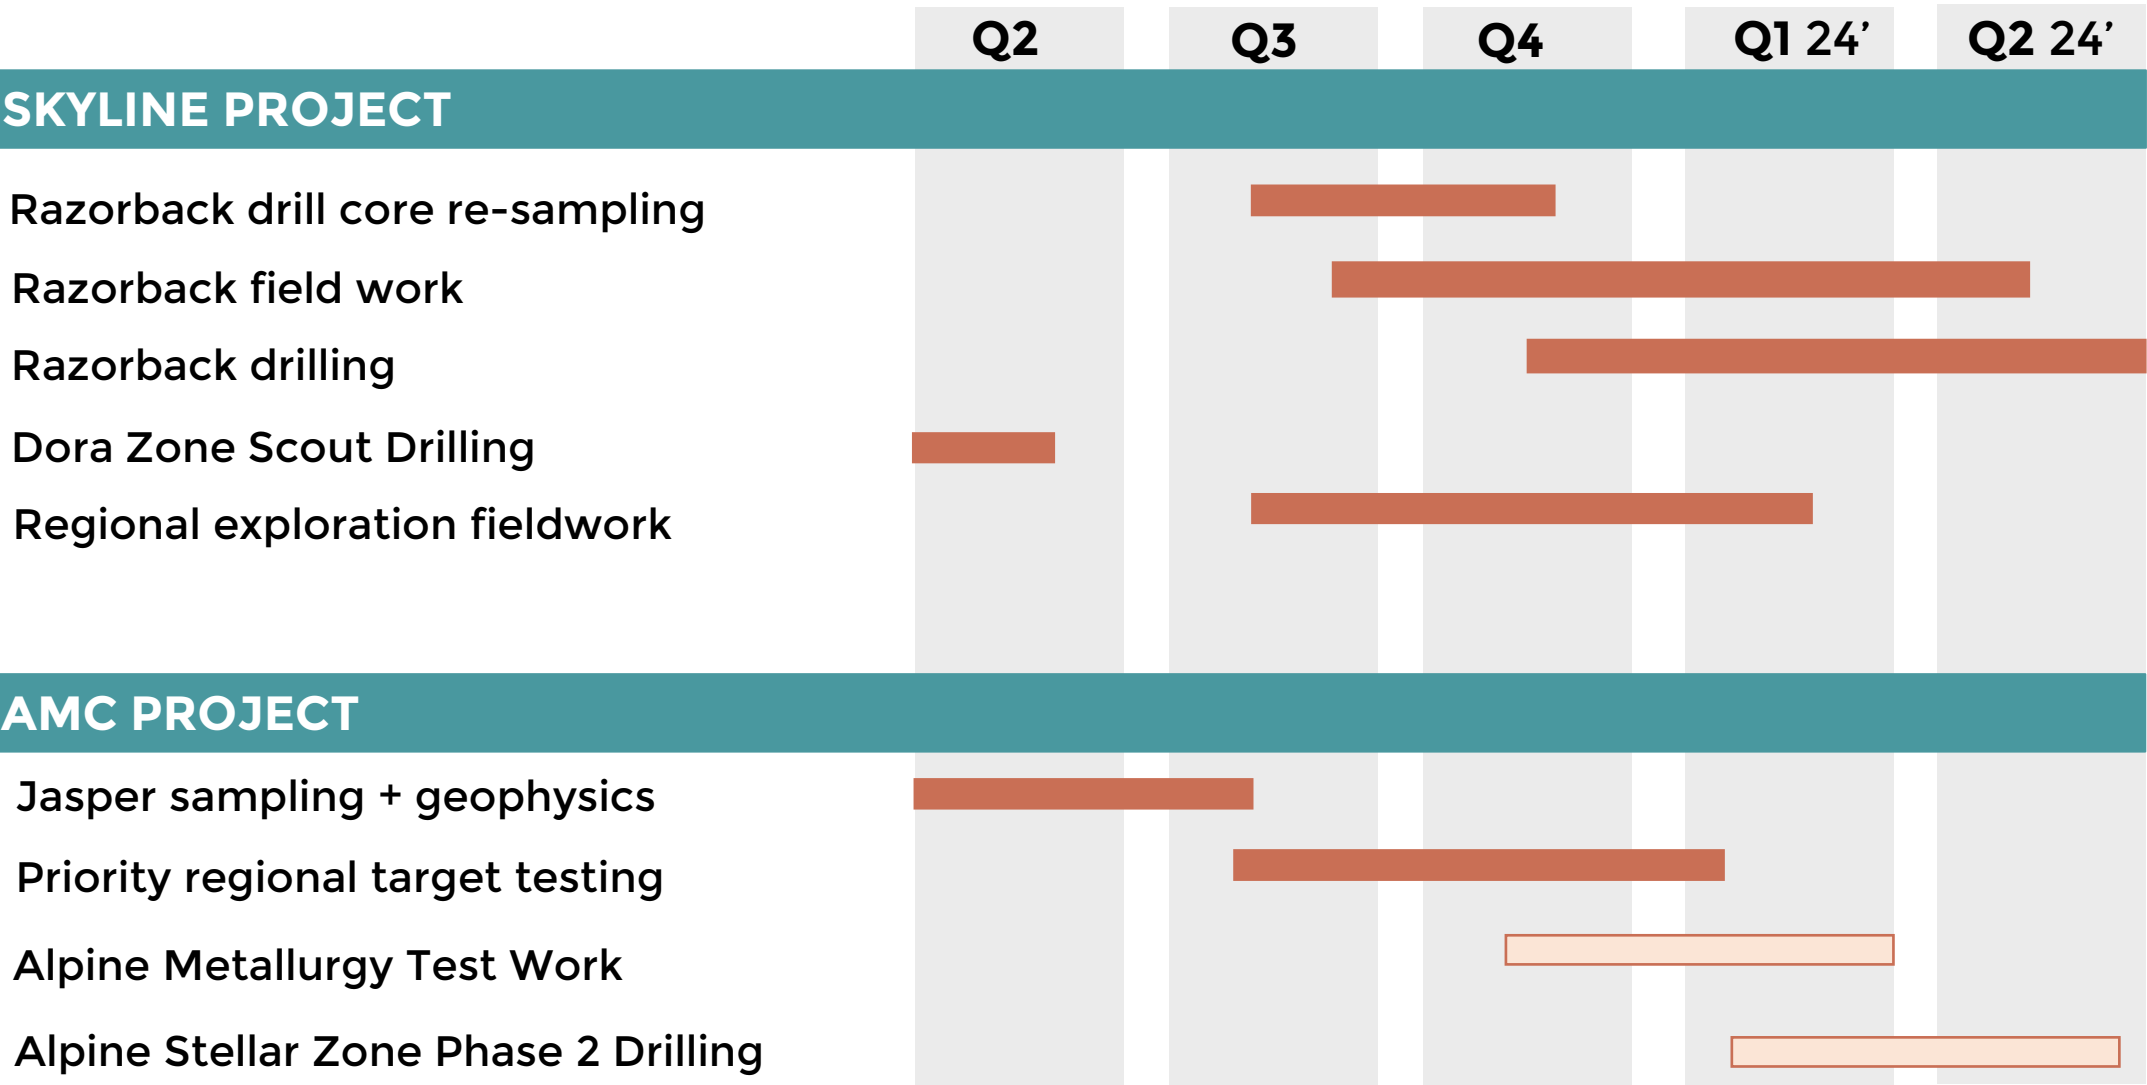 Q2 Q3 Q4 Q1 24’ Q2 24’
SKYLINE PROJECT
Razorback drill core re-sampling
Razorback field work
Razorback drilling
Dora Zone Scout Drilling
Regional exploration fieldwork
AMC PROJECT
Jasper sampling + geophysics
Priority regional target testing
Alpine Metallurgy Test Work
Alpine Stellar Zone Phase 2 Drilling